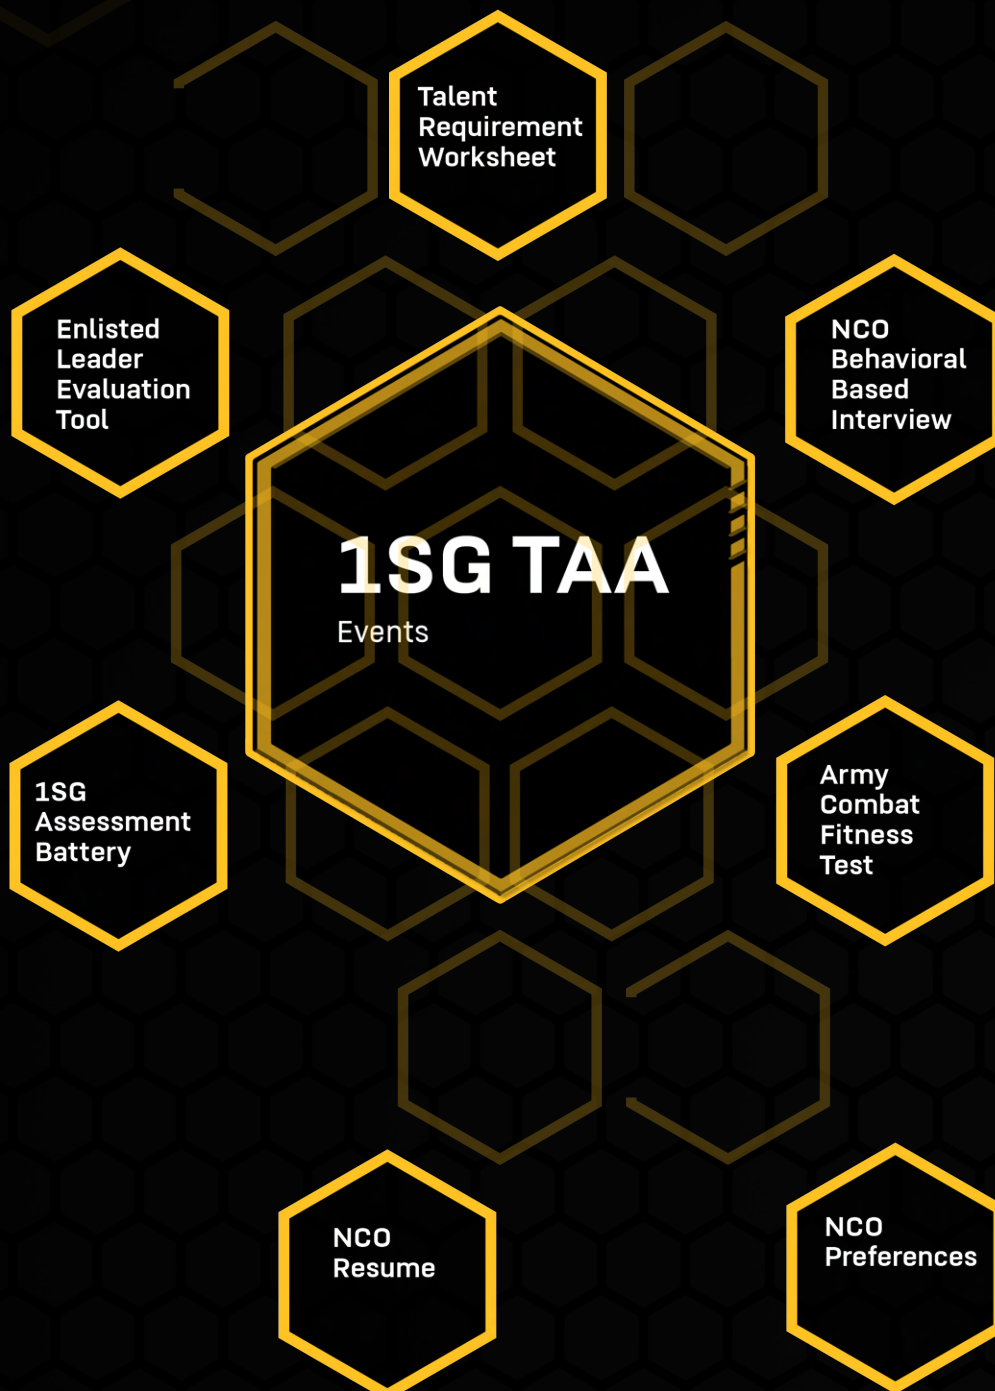 Talent
Requirement
Worksheet
Enlisted
Leader
Evaluation
Tool
NCO
Behavioral
Based
Interview
1SG TAA
Events
1SG
Assessment
Battery
Army
Combat
Fitness
Test
NCO
Resume
NCO
Preferences